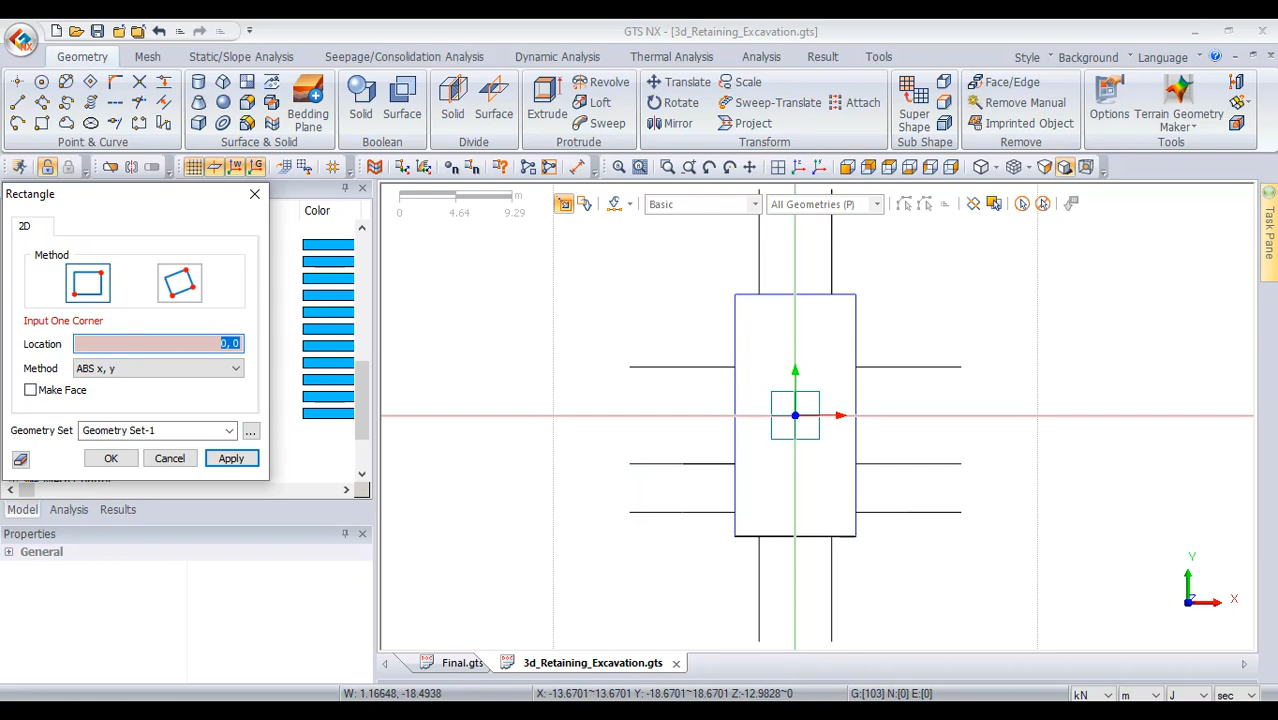 GTS NX - [3d_Retaining_Excavation.gts]
Geometry Mesh Static/Slope Analysis Seepage/Consolidation Analysis Dynamic Analysis Thermal Analysis Analysis Result Tools Style Background Language
Revolve Translate Scale Face/Edge
Loft Rotate Sweep-Translate Attach Remove Manual
Bedding Plane Solid Surface Solid Surface Extrude Sweep Mirror Project Super Shape Imprinted Object Options Terrain Geometry Maker
Point & Curve Surface & Solid Boolean Divide Protrude Transform Sub Shape Remove Tools
Rectangle
2D
Method
Input One Corner
Location 0, 0
Method ABS x, y
Make Face
Geometry Set Geometry Set-1 ...
OK Cancel Apply
Color
Model Analysis Results
Properties
General
m
0 4.64 9.29
Basic All Geometries (P)
Task Pane
Y
Z
X
Final.gts 3d_Retaining_Excavation.gts
W: 1.16648, -18.4938 X: -13.6701~13.6701 Y: -18.6701~18.6701 Z:-12.9828~0 G:[103] N:[0] E:[0] kN m J sec